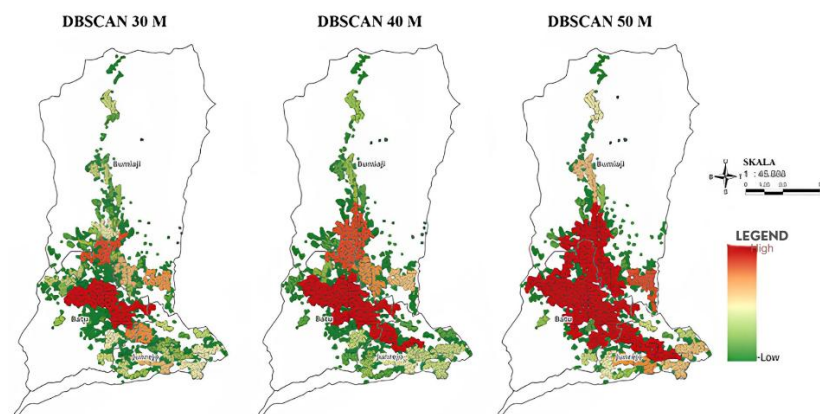 DBSCAN 30 M
DBSCAN 40 M
DBSCAN 50 M
Bumiaji
Batu
Junrejo
Bumiaji
Batu
Junrejo
Bumiaji
Batu
Junrejo
U
B T
S
SKALA
LEGEND
High
Low